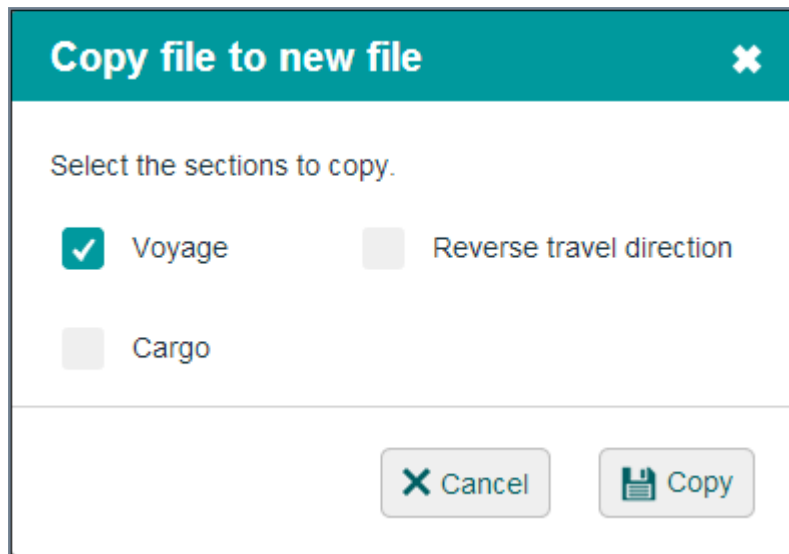 Copy file to new file
Select the sections to copy.
Voyage Reverse travel direction
Cargo
Cancel Copy